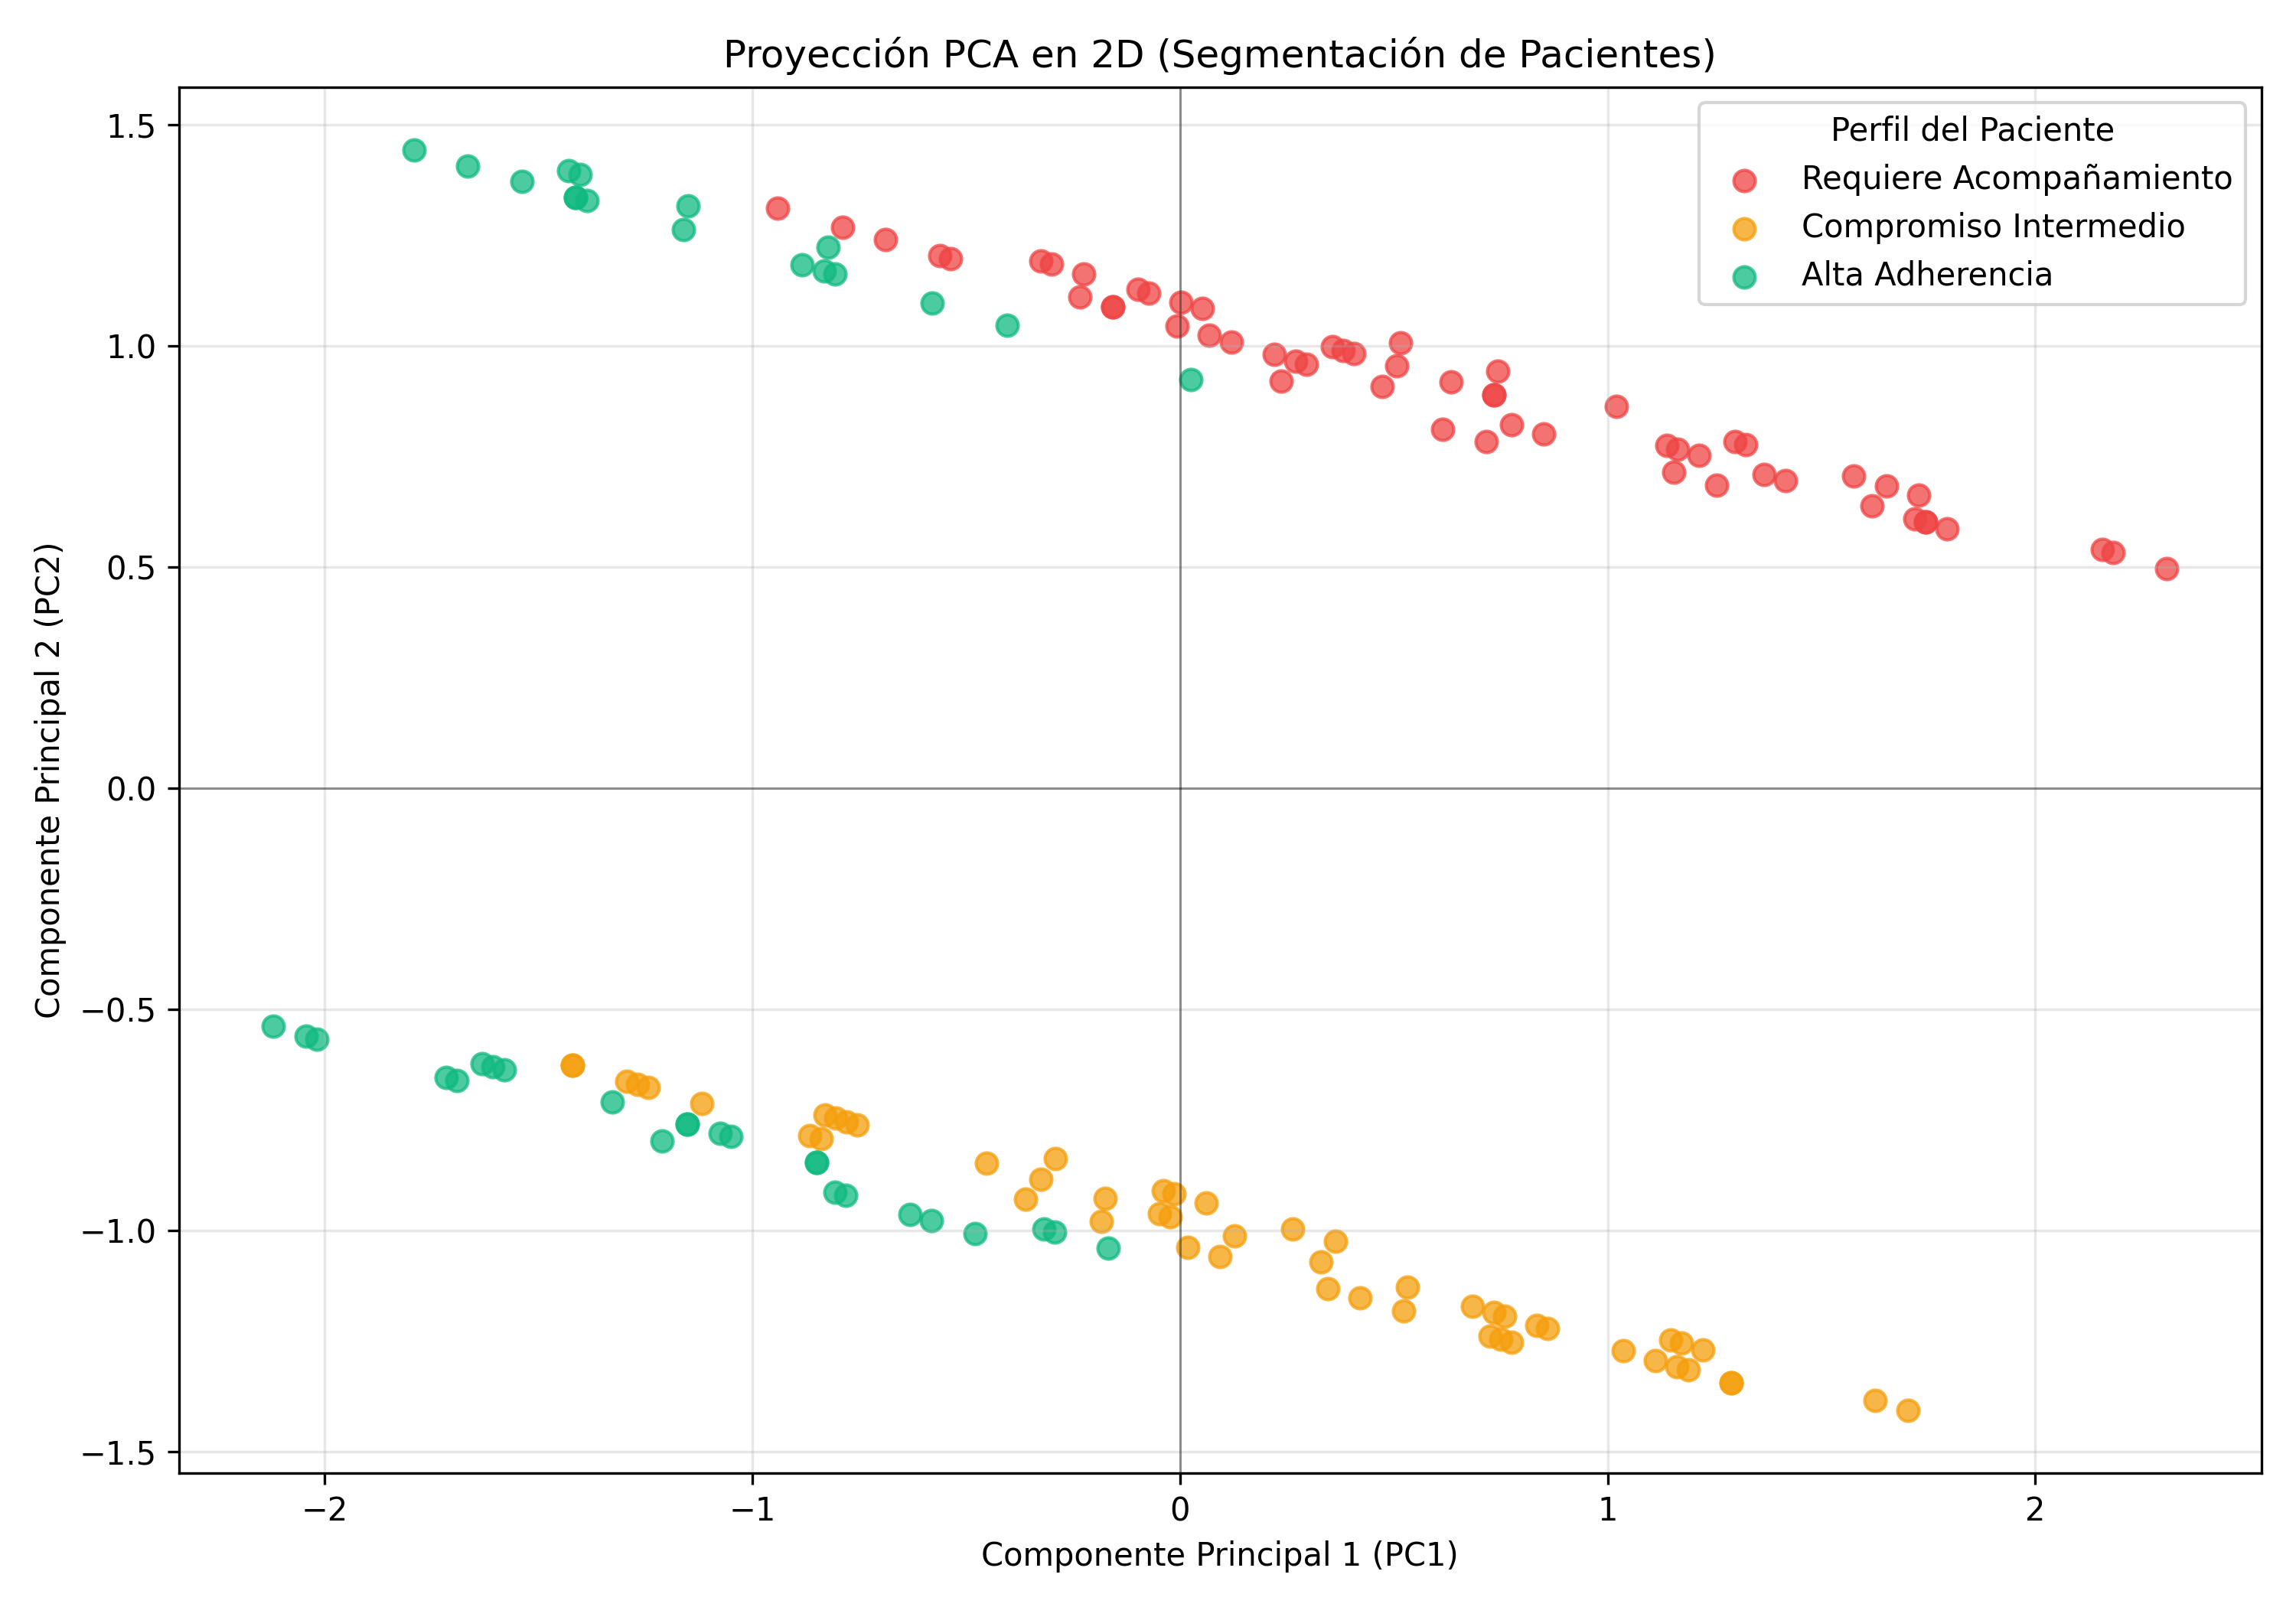 Proyección PCA en 2D (Segmentación de Pacientes)
Perfil del Paciente
Requiere Acompañamiento
Compromiso Intermedio
Alta Adherencia
Componente Principal 2 (PC2)
1.5
1.0
0.5
0.0
−0.5
−1.0
−1.5
−2
−1
0
1
2
Componente Principal 1 (PC1)